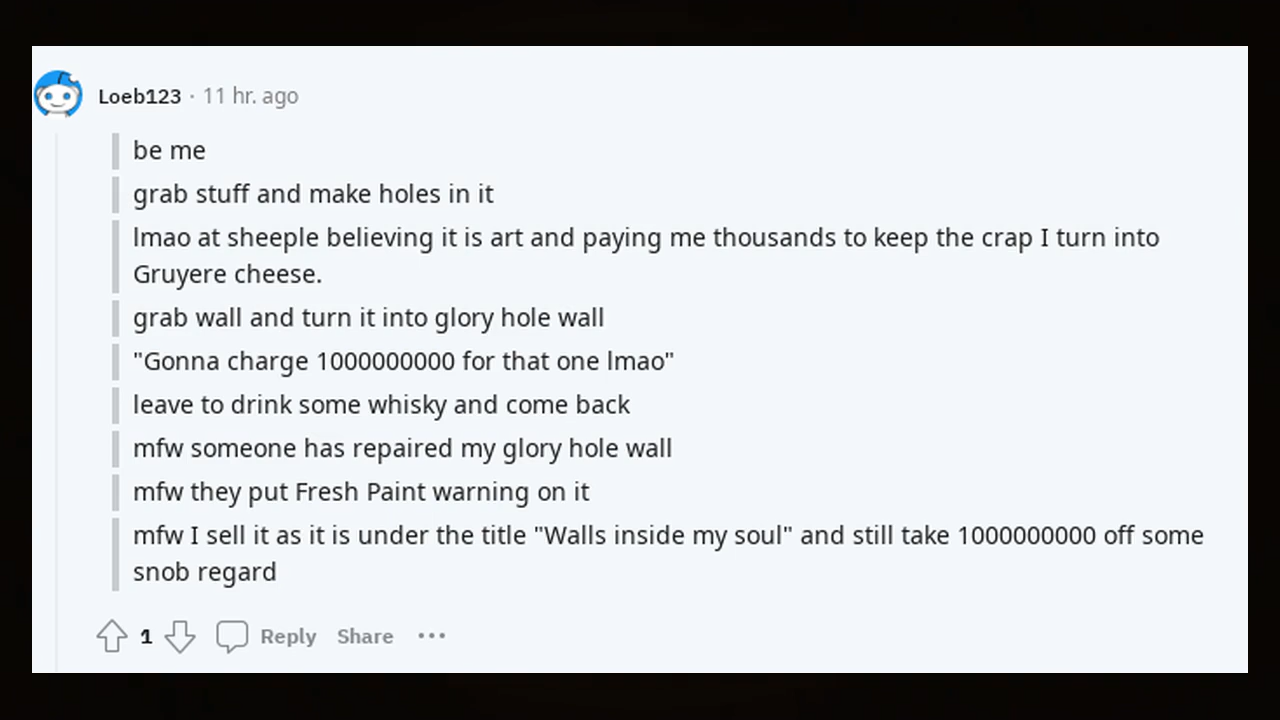 Loeb123 · 11 hr. ago
be me
grab stuff and make holes in it
lmao at sheeple believing it is art and paying me thousands to keep the crap I turn into
Gruyere cheese.
grab wall and turn it into glory hole wall
"Gonna charge 1000000000 for that one lmao"
leave to drink some whisky and come back
mfw someone has repaired my glory hole wall
mfw they put Fresh Paint warning on it
mfw I sell it as it is under the title "Walls inside my soul" and still take 1000000000 off some
snob regard
1 Reply Share ···